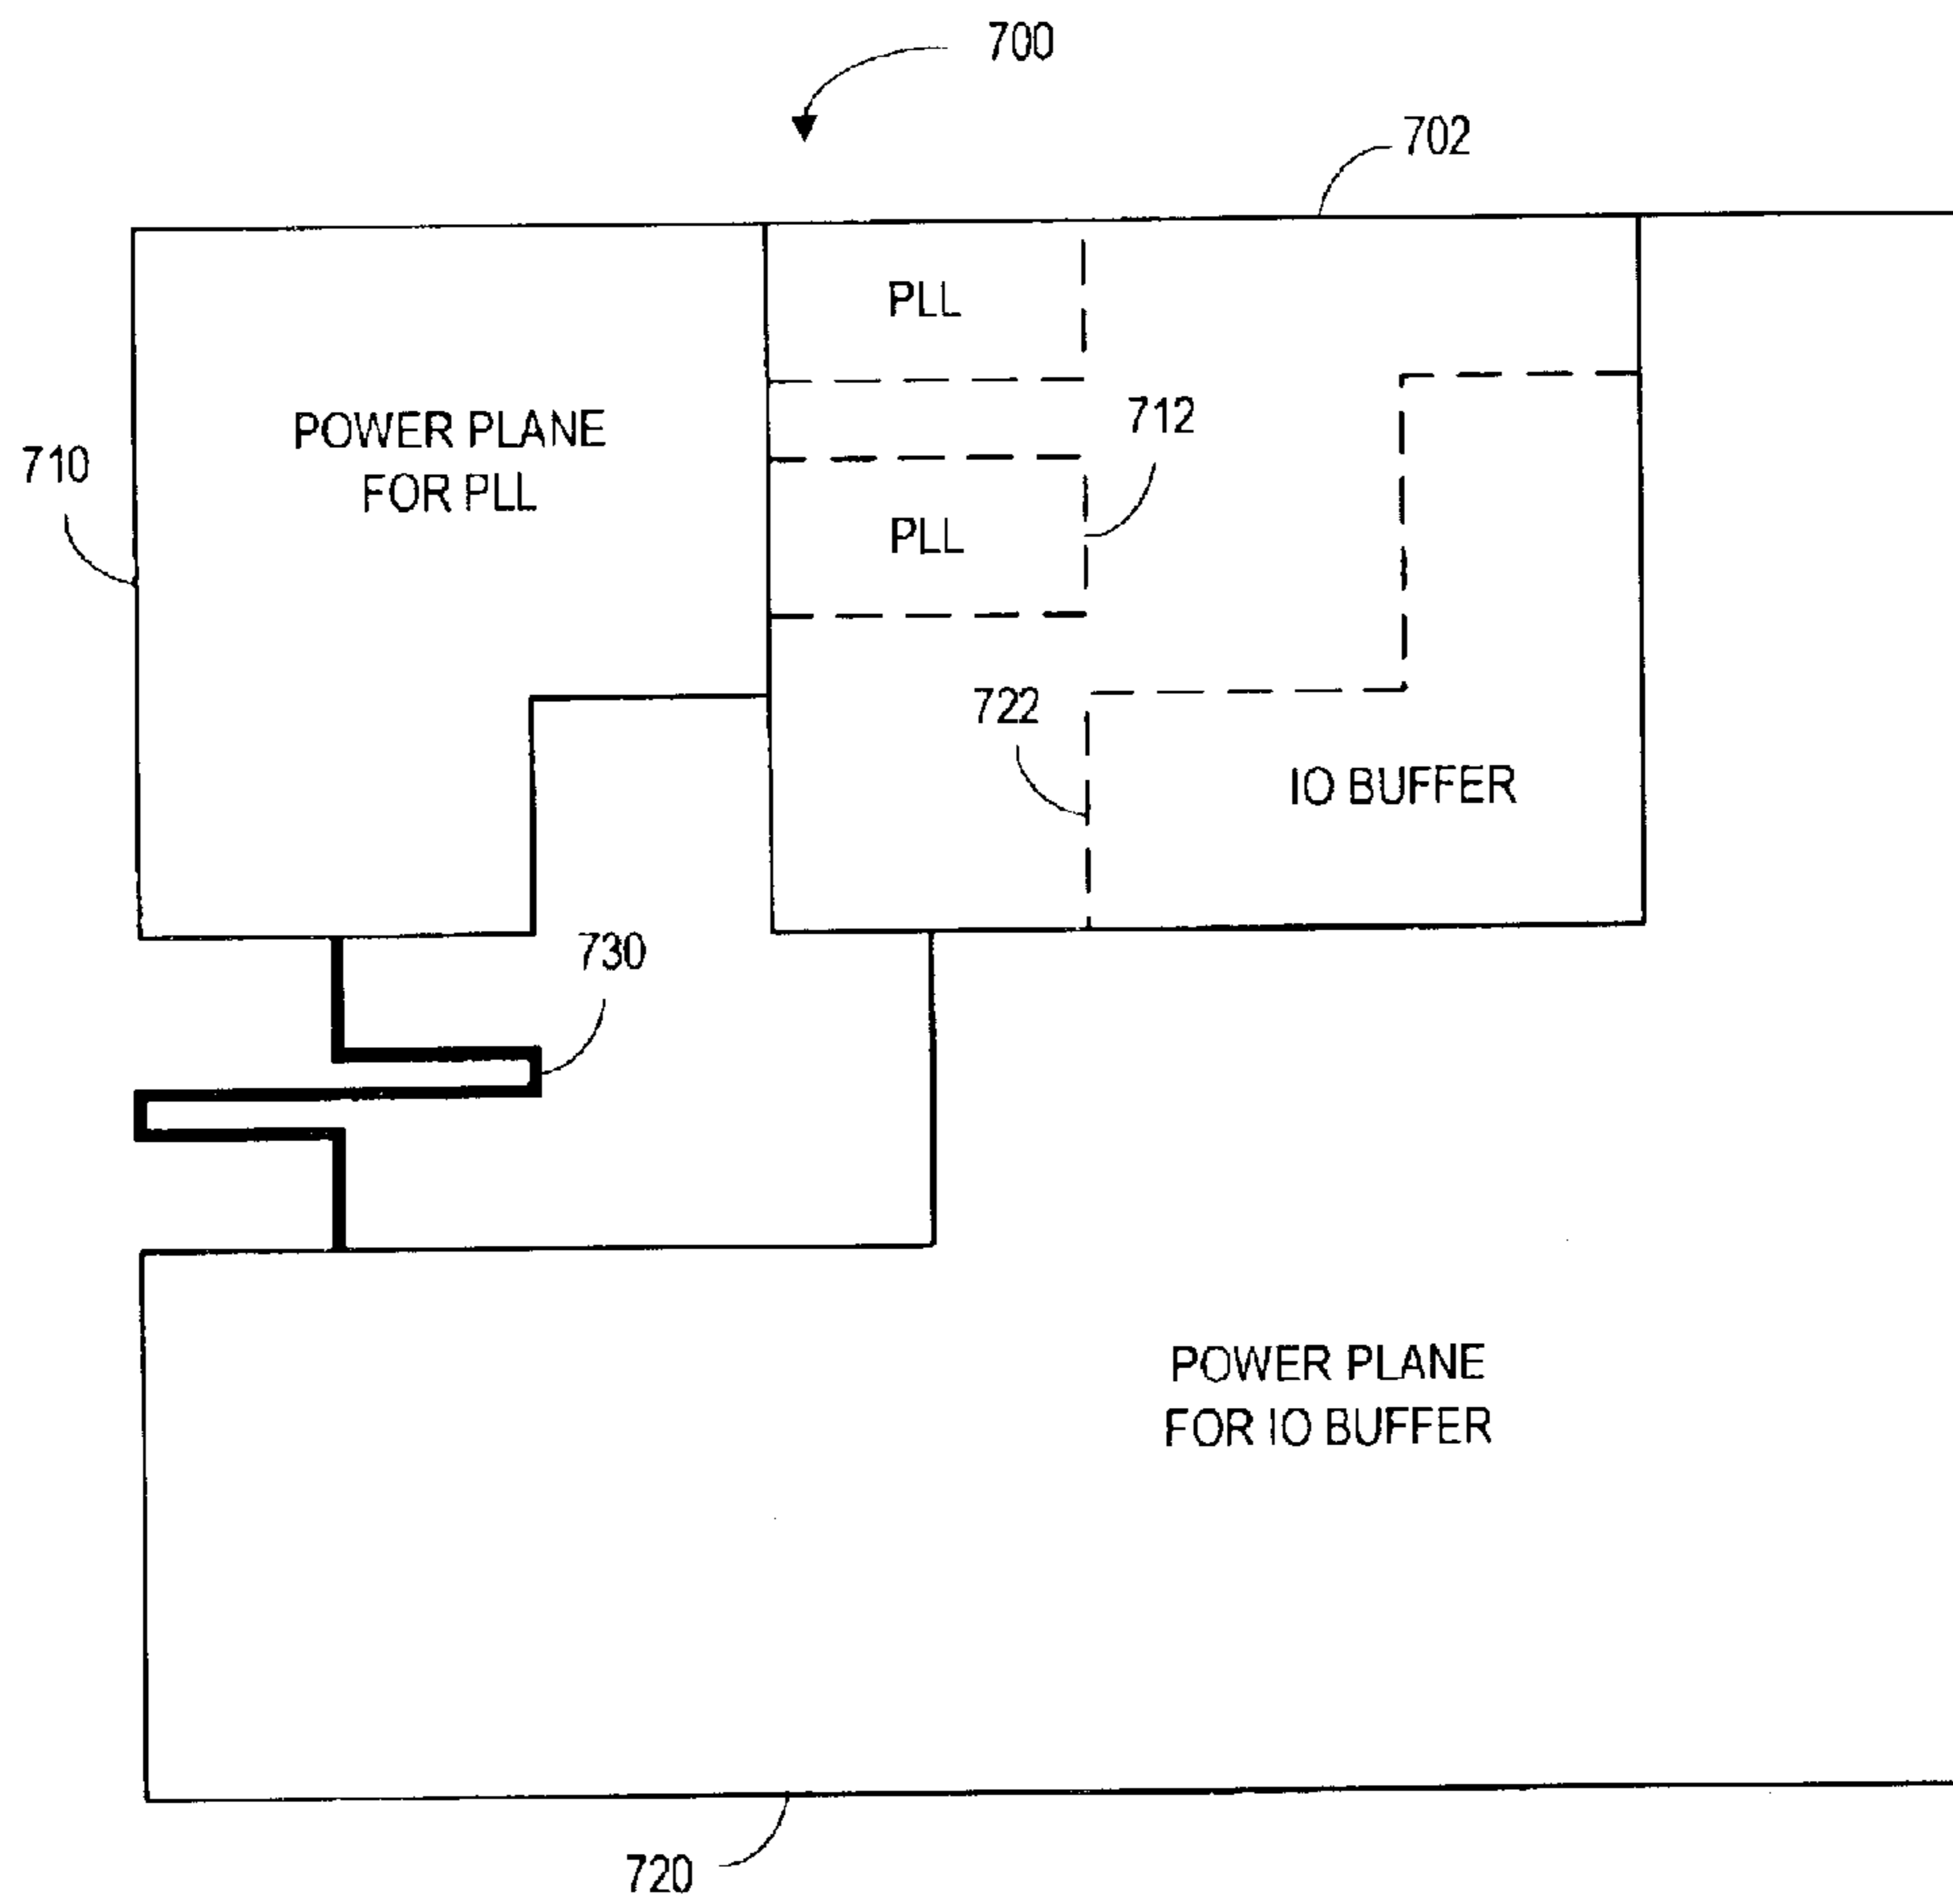 700
702
PLL
712
POWER PLANE
FOR PLL
710
PLL
722
IO BUFFER
730
POWER PLANE
FOR IO BUFFER
720